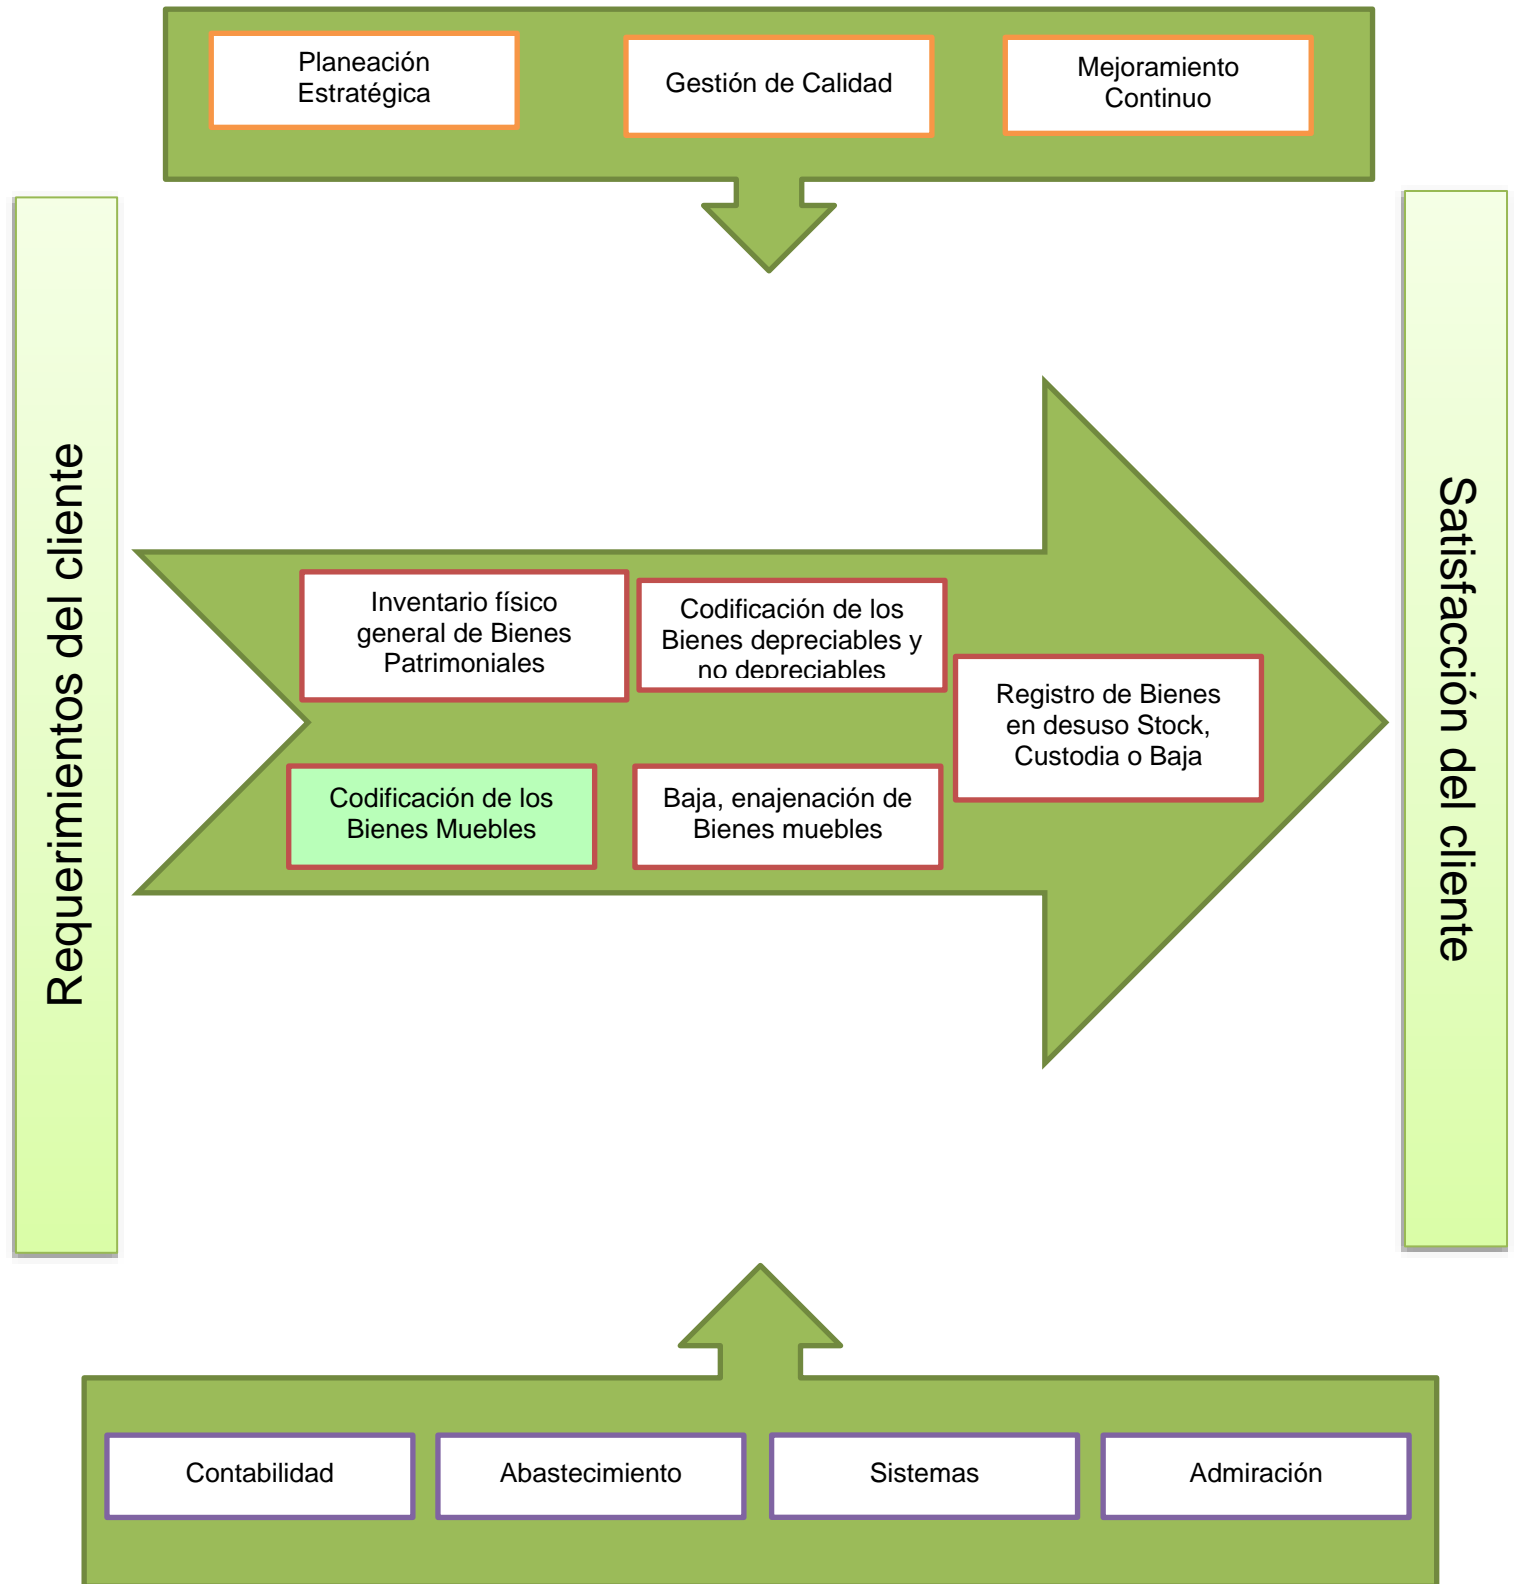 Planeación
Estratégica
Gestión de Calidad
Mejoramiento
Continuo
Requerimientos del cliente
Inventario físico
general de Bienes
Patrimoniales
Codificación de los
Bienes depreciables y
no depreciables
Registro de Bienes
en desuso Stock,
Custodia o Baja
Codificación de los
Bienes Muebles
Baja, enajenación de
Bienes muebles
Satisfacción del cliente
Contabilidad
Abastecimiento
Sistemas
Admiración